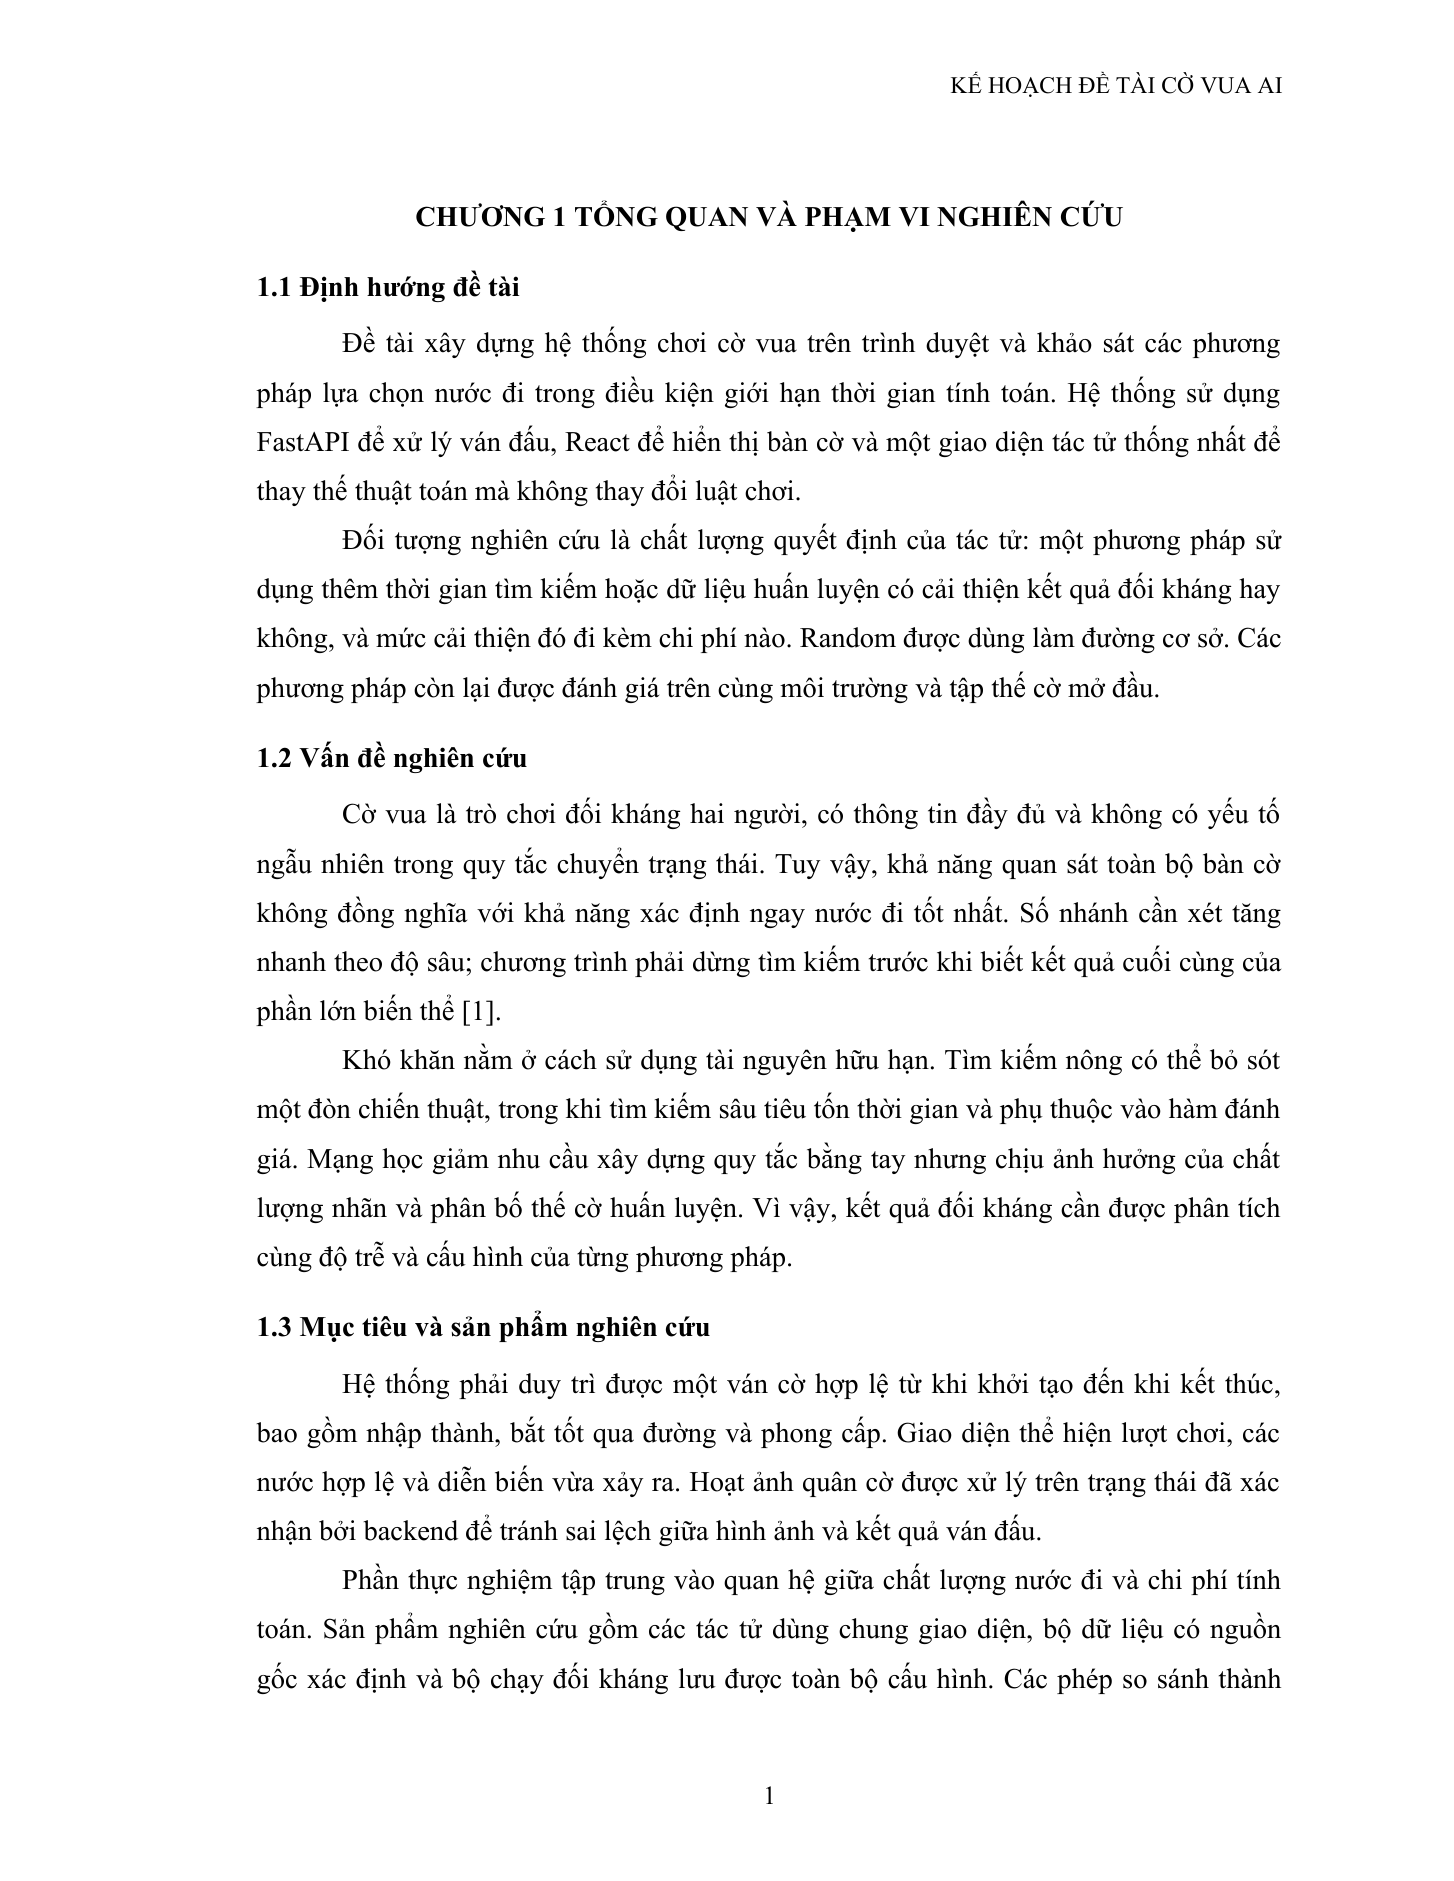 KẾ HOẠCH ĐỀ TÀI CỜ VUA AI
CHƯƠNG 1 TỔNG QUAN VÀ PHẠM VI NGHIÊN CỨU
1.1 Định hướng đề tài
Đề tài xây dựng hệ thống chơi cờ vua trên trình duyệt và khảo sát các phương
pháp lựa chọn nước đi trong điều kiện giới hạn thời gian tính toán. Hệ thống sử dụng
FastAPI để xử lý ván đấu, React để hiển thị bàn cờ và một giao diện tác tử thống nhất để
thay thế thuật toán mà không thay đổi luật chơi.
Đối tượng nghiên cứu là chất lượng quyết định của tác tử: một phương pháp sử
dụng thêm thời gian tìm kiếm hoặc dữ liệu huấn luyện có cải thiện kết quả đối kháng hay
không, và mức cải thiện đó đi kèm chi phí nào. Random được dùng làm đường cơ sở. Các
phương pháp còn lại được đánh giá trên cùng môi trường và tập thế cờ mở đầu.
1.2 Vấn đề nghiên cứu
Cờ vua là trò chơi đối kháng hai người, có thông tin đầy đủ và không có yếu tố
ngẫu nhiên trong quy tắc chuyển trạng thái. Tuy vậy, khả năng quan sát toàn bộ bàn cờ
không đồng nghĩa với khả năng xác định ngay nước đi tốt nhất. Số nhánh cần xét tăng
nhanh theo độ sâu; chương trình phải dừng tìm kiếm trước khi biết kết quả cuối cùng của
phần lớn biến thể [1].
Khó khăn nằm ở cách sử dụng tài nguyên hữu hạn. Tìm kiếm nông có thể bỏ sót
một đòn chiến thuật, trong khi tìm kiếm sâu tiêu tốn thời gian và phụ thuộc vào hàm đánh
giá. Mạng học giảm nhu cầu xây dựng quy tắc bằng tay nhưng chịu ảnh hưởng của chất
lượng nhãn và phân bố thế cờ huấn luyện. Vì vậy, kết quả đối kháng cần được phân tích
cùng độ trễ và cấu hình của từng phương pháp.
1.3 Mục tiêu và sản phẩm nghiên cứu
Hệ thống phải duy trì được một ván cờ hợp lệ từ khi khởi tạo đến khi kết thúc,
bao gồm nhập thành, bắt tốt qua đường và phong cấp. Giao diện thể hiện lượt chơi, các
nước hợp lệ và diễn biến vừa xảy ra. Hoạt ảnh quân cờ được xử lý trên trạng thái đã xác
nhận bởi backend để tránh sai lệch giữa hình ảnh và kết quả ván đấu.
Phần thực nghiệm tập trung vào quan hệ giữa chất lượng nước đi và chi phí tính
toán. Sản phẩm nghiên cứu gồm các tác tử dùng chung giao diện, bộ dữ liệu có nguồn
gốc xác định và bộ chạy đối kháng lưu được toàn bộ cấu hình. Các phép so sánh thành
1